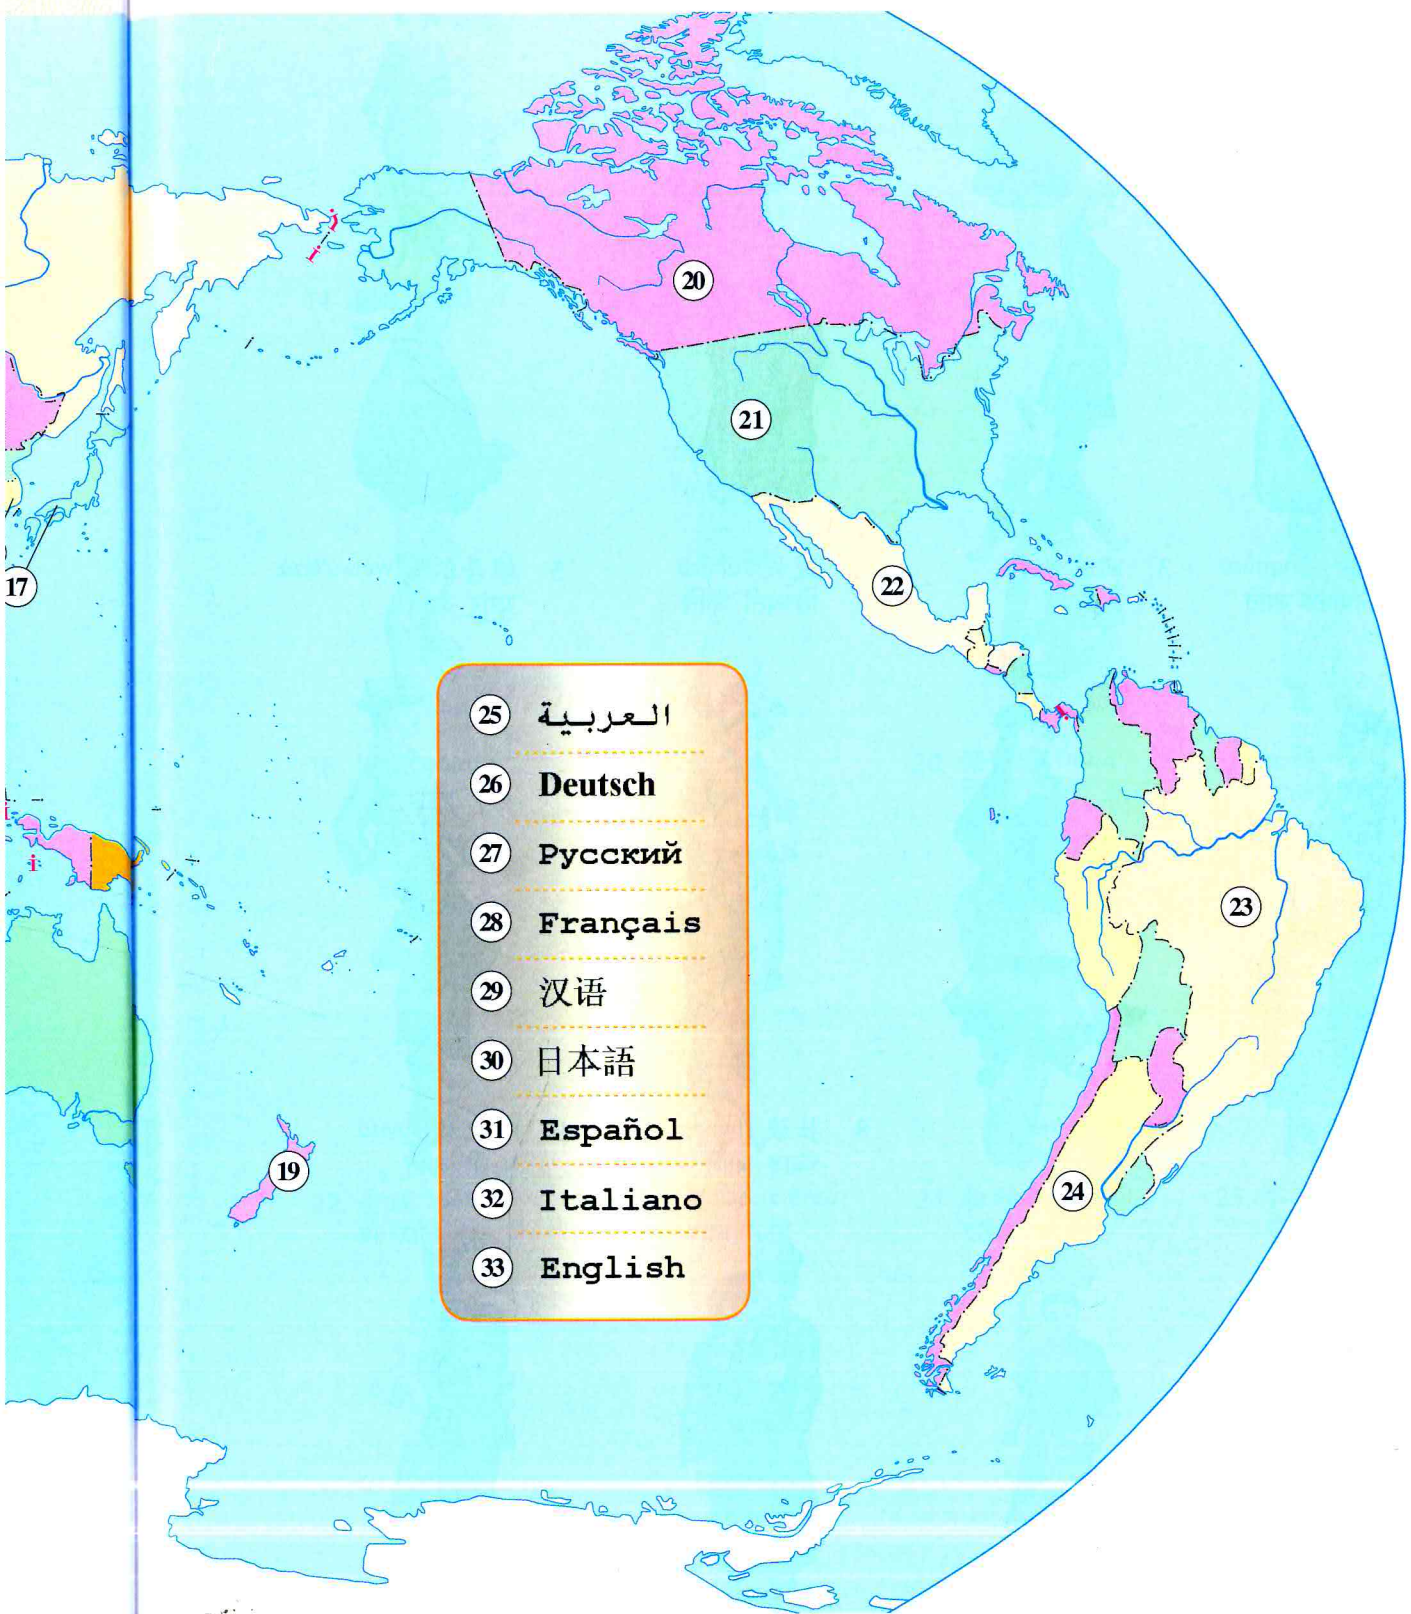 20
21
17
22
25 العربية
26 Deutsch
27 Русский
28 Français
29 汉语
30 日本語
31 Español
32 Italiano
33 English
23
19
24